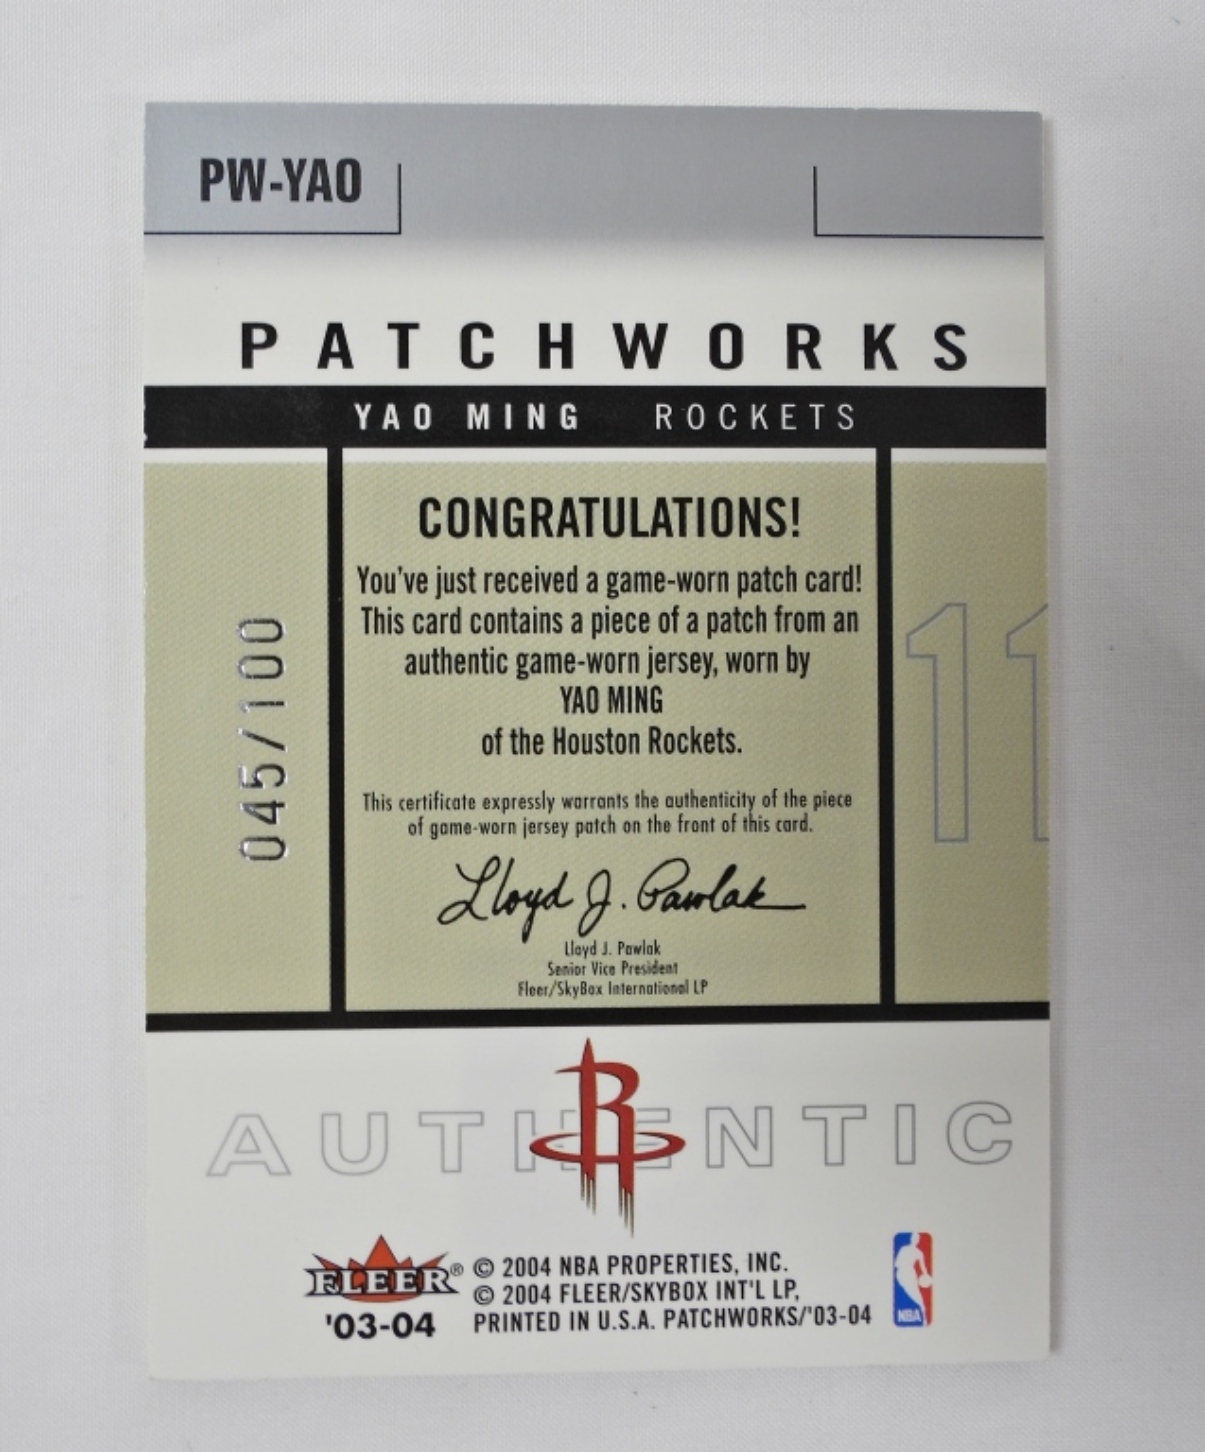 PW-YAO
PATCHWORKS
YAO MING ROCKETS
CONGRATULATIONS!
You've just received a game-worn patch card!
This card contains a piece of a patch from an
authentic game-worn jersey, worn by
YAO MING
of the Houston Rockets.
045/100
11
This certificate expressly warrants the authenticity of the piece
of game-worn jersey patch on the front of this card.
Lloyd J. Pawlak
Lloyd J. Pawlak
Senior Vice President
Fleer/SkyBox International LP
AUTHENTIC
R
FLEER®
'03-04
© 2004 NBA PROPERTIES, INC.
© 2004 FLEER/SKYBOX INT'L LP,
PRINTED IN U.S.A. PATCHWORKS/'03-04
NBA